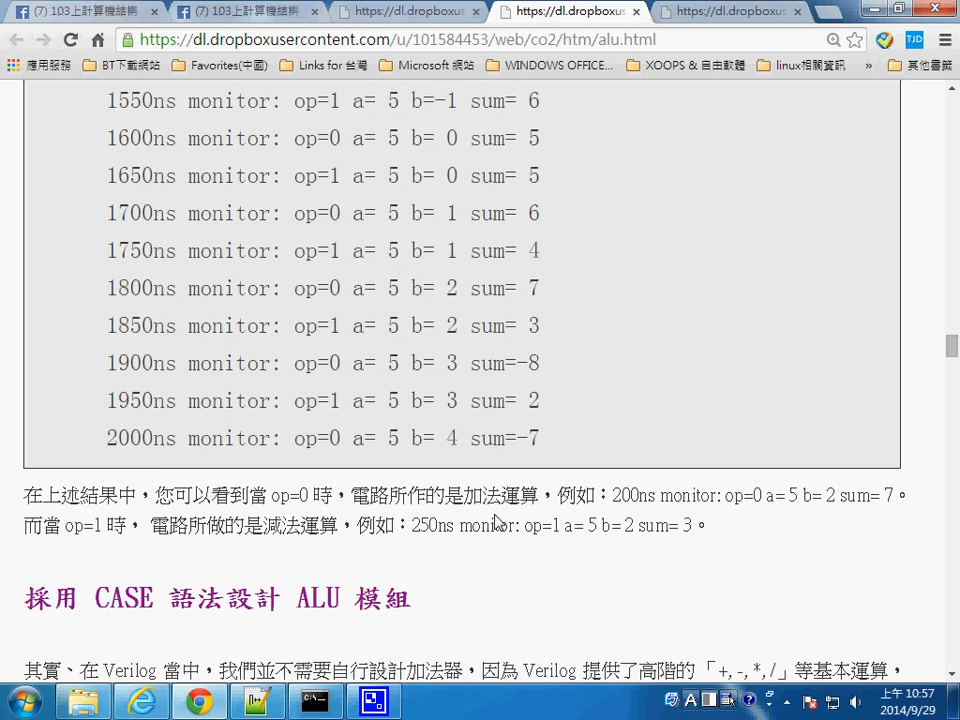 (7) 103上計算機結構
(7) 103上計算機結構
https://dl.dropboxus
https://dl.dropboxus
https://dl.dropboxus
https://dl.dropboxusercontent.com/u/101584453/web/co2/htm/alu.html
TJD
應用服務 BT下載網站 Favorites(中國) Links for 台灣 Microsoft 網站 WINDOWS OFFICE... XOOPS & 自由軟體 linux相關資訊 » 其他書籤
1550ns monitor: op=1 a= 5 b=-1 sum= 6
1600ns monitor: op=0 a= 5 b= 0 sum= 5
1650ns monitor: op=1 a= 5 b= 0 sum= 5
1700ns monitor: op=0 a= 5 b= 1 sum= 6
1750ns monitor: op=1 a= 5 b= 1 sum= 4
1800ns monitor: op=0 a= 5 b= 2 sum= 7
1850ns monitor: op=1 a= 5 b= 2 sum= 3
1900ns monitor: op=0 a= 5 b= 3 sum=-8
1950ns monitor: op=1 a= 5 b= 3 sum= 2
2000ns monitor: op=0 a= 5 b= 4 sum=-7
在上述結果中，您可以看到當 op=0 時，電路所作的是加法運算，例如：200ns monitor: op=0 a= 5 b= 2 sum= 7。
而當 op=1 時， 電路所做的是減法運算，例如：250ns monitor: op=1 a= 5 b= 2 sum= 3。
採用 CASE 語法設計 ALU 模組
其實、在 Verilog 當中，我們並不需要自行設計加法器，因為 Verilog 提供了高階的「+, -, *, /」等基本運算，
A
上午 10:57
2014/9/29